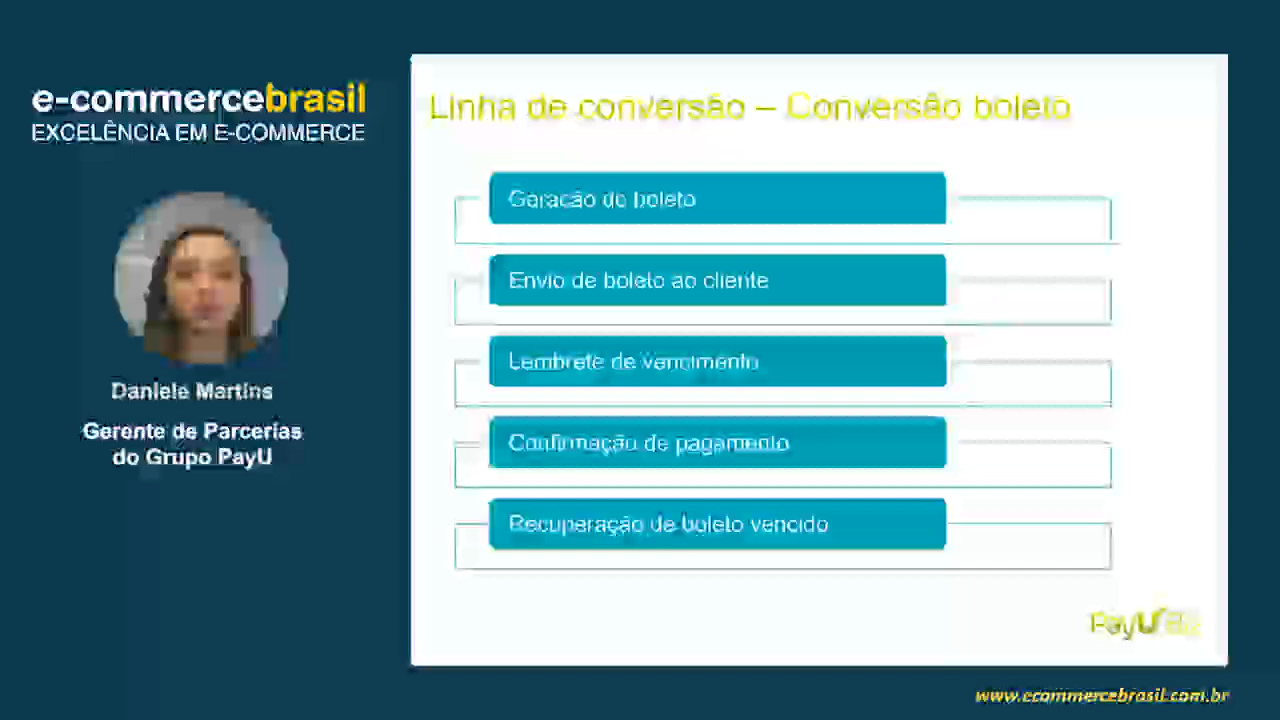 e-commercebrasil
EXCELÊNCIA EM E-COMMERCE
Daniele Martins
Gerente de Parcerias
do Grupo PayU
Linha de conversão – Conversão boleto
Geração do boleto
Envio de boleto ao cliente
Lembrete de vencimento
Confirmação de pagamento
Recuperação de boleto vencido
PayU
www.ecommercebrasil.com.br